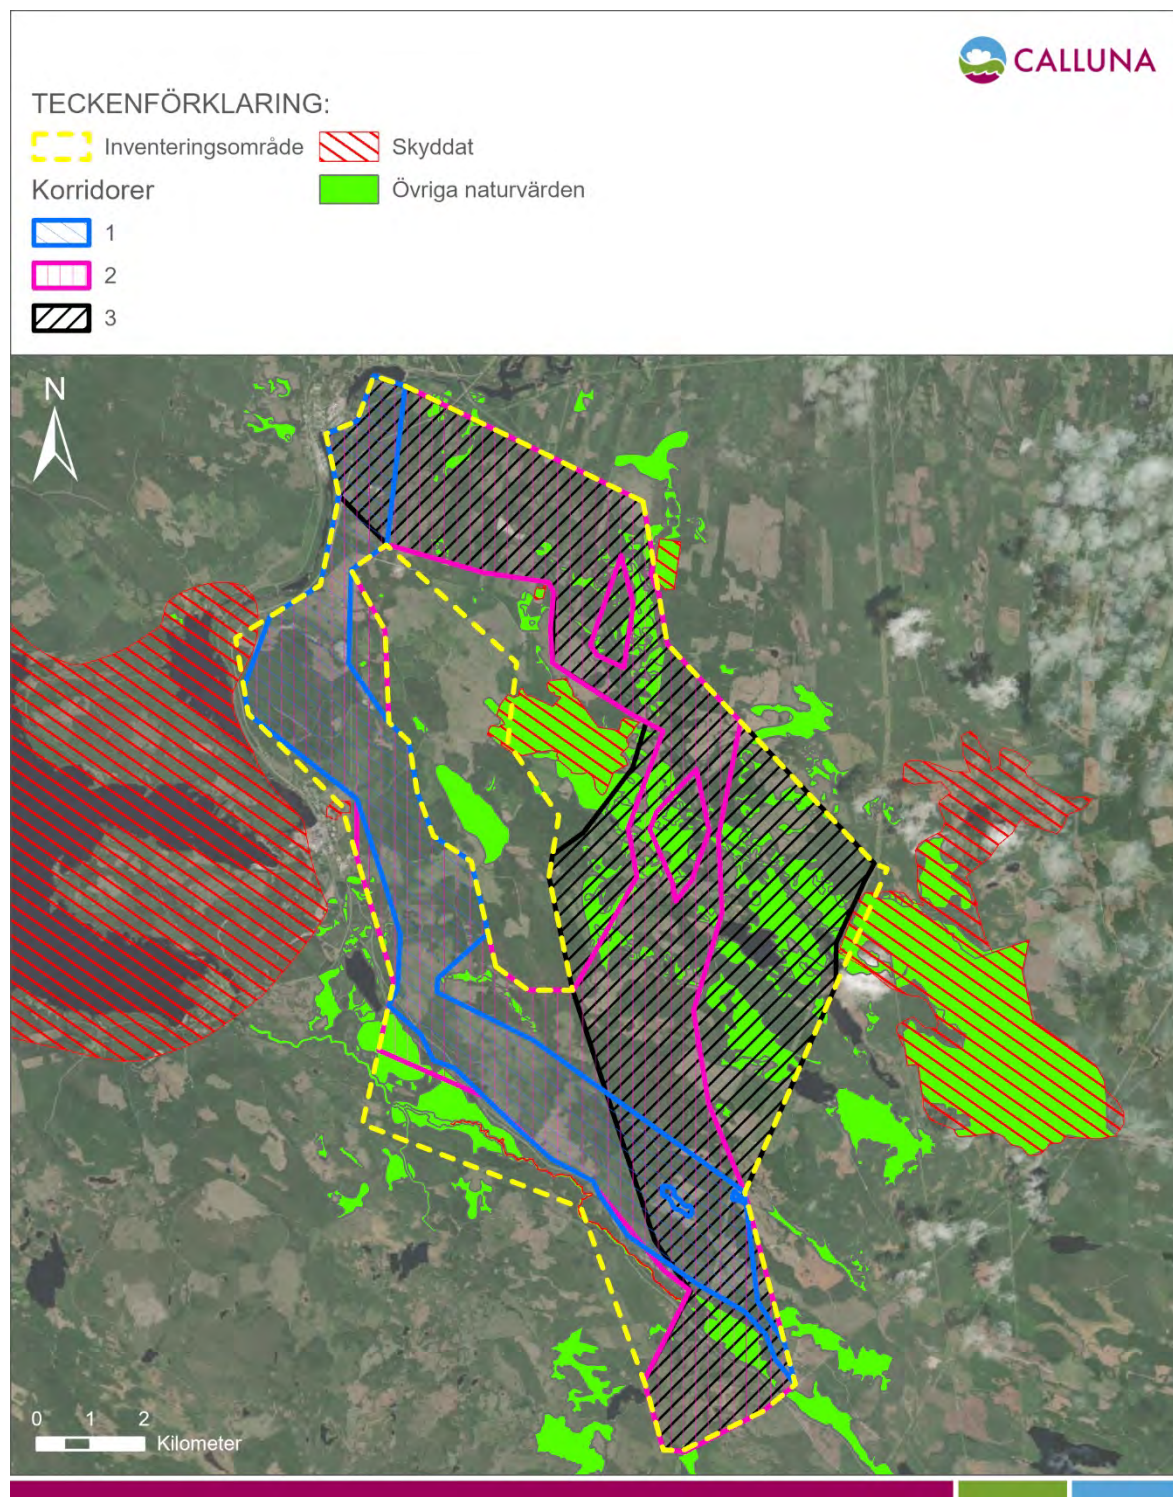 CALLUNA
TECKENFÖRKLARING:
Inventeringsområde
Skyddat
Korridorer
Övriga naturvärden
1
2
3
N
0 1 2
Kilometer